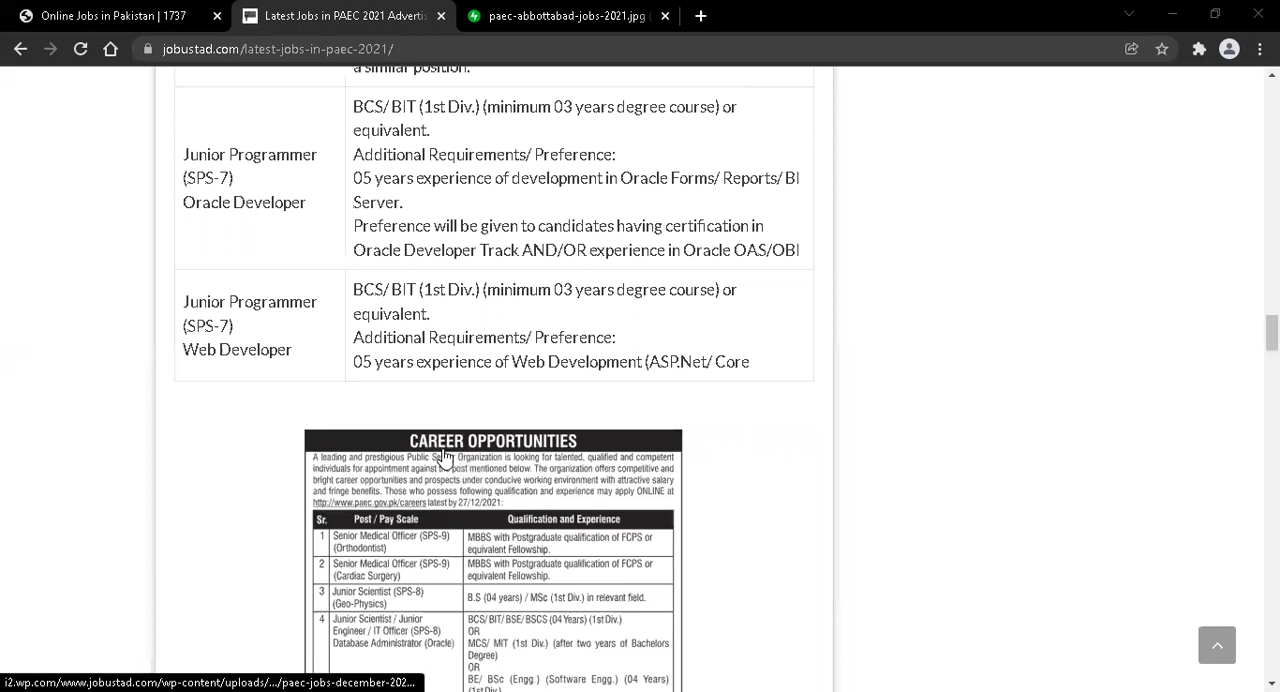 Online Jobs in Pakistan | 1737
Latest Jobs in PAEC 2021 Adverti
paec-abbottabad-jobs-2021.jpg (
jobustad.com/latest-jobs-in-paec-2021/
a similar position.
Junior Programmer
(SPS-7)
Oracle Developer
BCS/ BIT (1st Div.) (minimum 03 years degree course) or
equivalent.
Additional Requirements/ Preference:
05 years experience of development in Oracle Forms/ Reports/ BI
Server.
Preference will be given to candidates having certification in
Oracle Developer Track AND/OR experience in Oracle OAS/OBI
Junior Programmer
(SPS-7)
Web Developer
BCS/ BIT (1st Div.) (minimum 03 years degree course) or
equivalent.
Additional Requirements/ Preference:
05 years experience of Web Development (ASP.Net/ Core
CAREER OPPORTUNITIES
A leading and prestigious Public Organization is looking for talented, qualified and competent
individuals for appointment against post mentioned below. The organization offers competitive and
bright career opportunities and prospects under conducive working environment with attractive salary
and fringe benefits. Those who possess following qualification and experience may apply ONLINE at
http://www.paec.gov.pk/careers latest by 27/12/2021:
Sr. Post / Pay Scale Qualification and Experience
1 Senior Medical Officer (SPS-9)
(Orthodontist)
MBBS with Postgraduate qualification of FCPS or
equivalent Fellowship.
2 Senior Medical Officer (SPS-9)
(Cardiac Surgery)
MBBS with Postgraduate qualification of FCPS or
equivalent Fellowship.
3 Junior Scientist (SPS-8)
(Geo-Physics)
B.S (04 years) / MSc (1st Div.) in relevant field.
4 Junior Scientist / Junior
Engineer / IT Officer (SPS-8)
Database Administrator (Oracle)
BCS/ BIT/ BSE/ BSCS (04 Years) (1st Div.)
OR
MCS/ MIT (1st Div.) (after two years of Bachelors
Degree)
OR
BE/ BSc (Engg.) (Software Engg.) (04 Years)
(1st Div.)
i2.wp.com/www.jobustad.com/wp-content/uploads/.../paec-jobs-december-202...